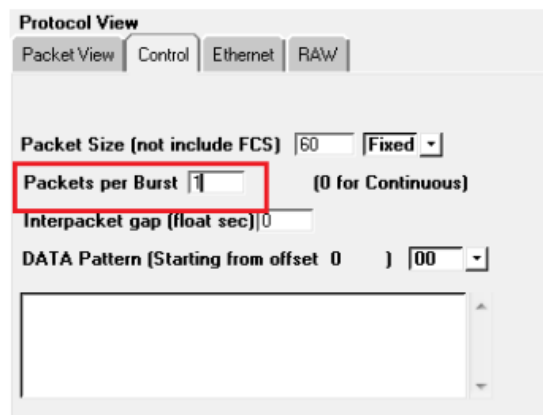 Protocol View
Packet View Control Ethernet RAW
Packet Size (not include FCS) 60 Fixed
Packets per Burst 1 (0 for Continuous)
Interpacket gap (float sec) 0
DATA Pattern (Starting from offset 0 ) 00